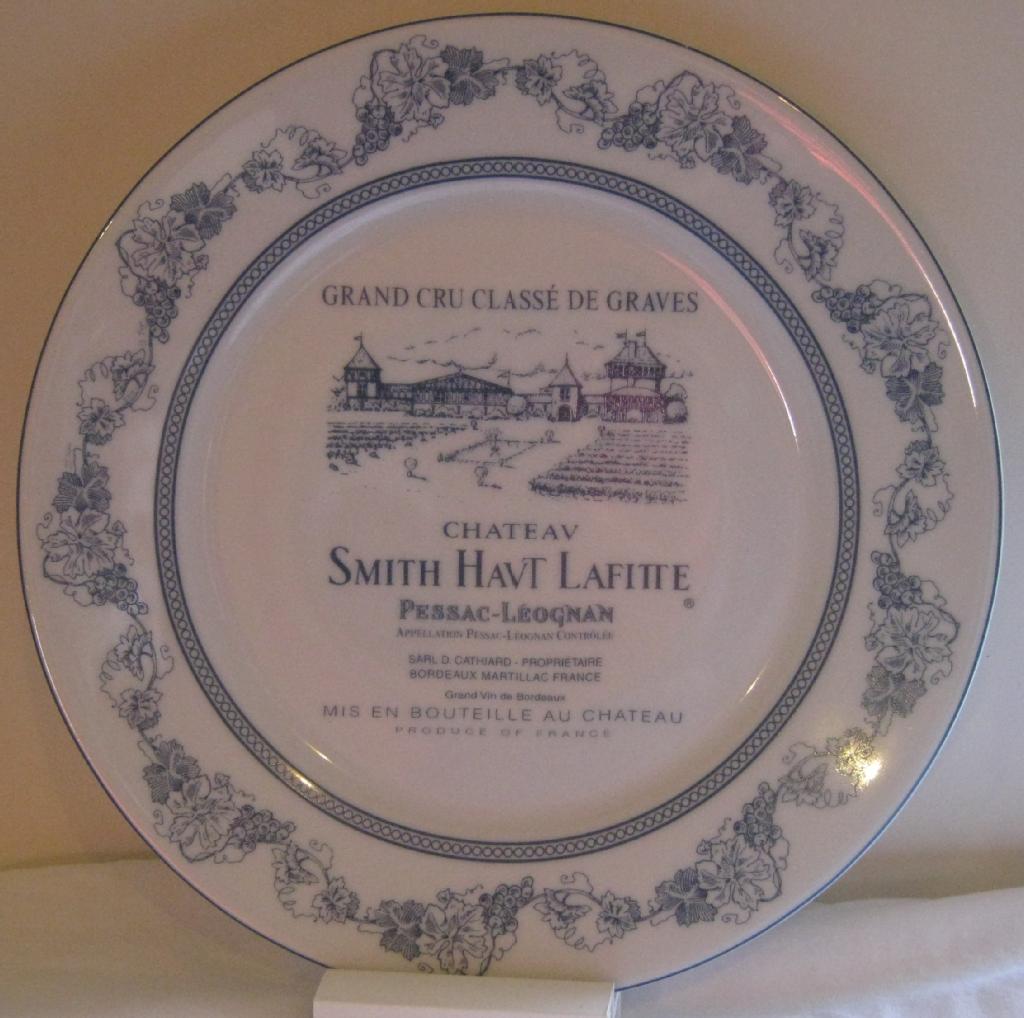 GRAND CRU CLASSÉ DE GRAVES
CHATEAV
SMITH HAVT LAFITTE
®
PESSAC-LÉOGNAN
APPELLATION PESSAC-LÉOGNAN CONTRÔLÉE
SARL D. CATHIARD - PROPRIETAIRE
BORDEAUX MARTILLAC FRANCE
Grand Vin de Bordeaux
MIS EN BOUTEILLE AU CHATEAU
PRODUCE OF FRANCE